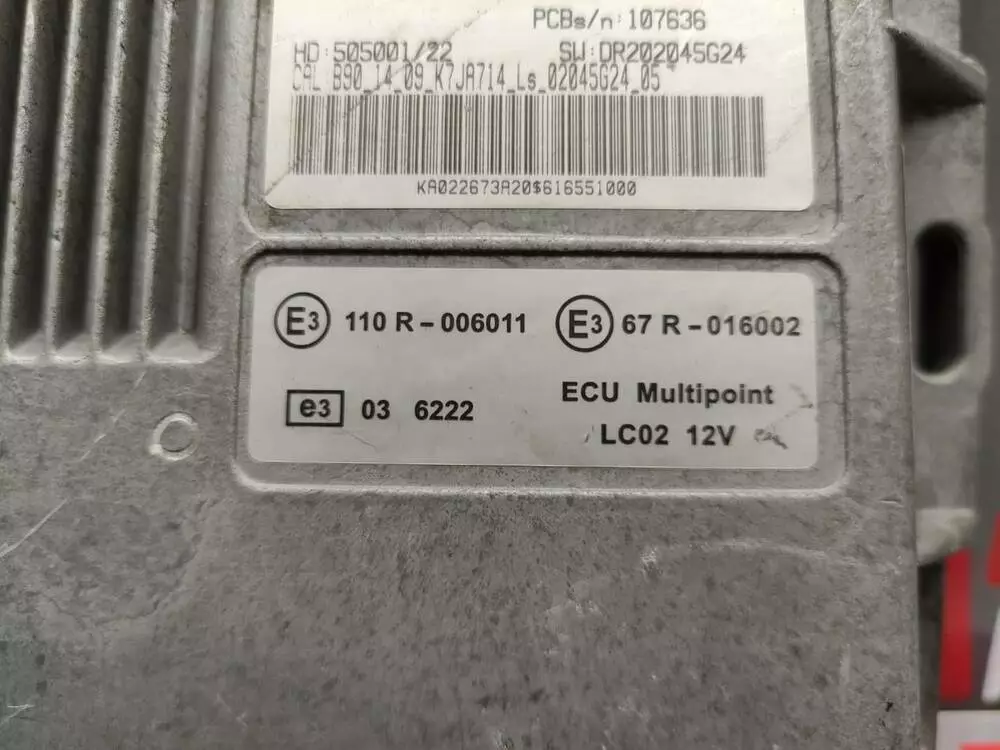 PCBs/n:107636
HD:505001/22 SW:DR202045G24
CAL B90_14_09_K7JA714_Ls_02045G24_05
KA022673A20$616551000
E3 110 R-006011 E3 67 R-016002
e3 03 6222 ECU Multipoint
LC02 12V